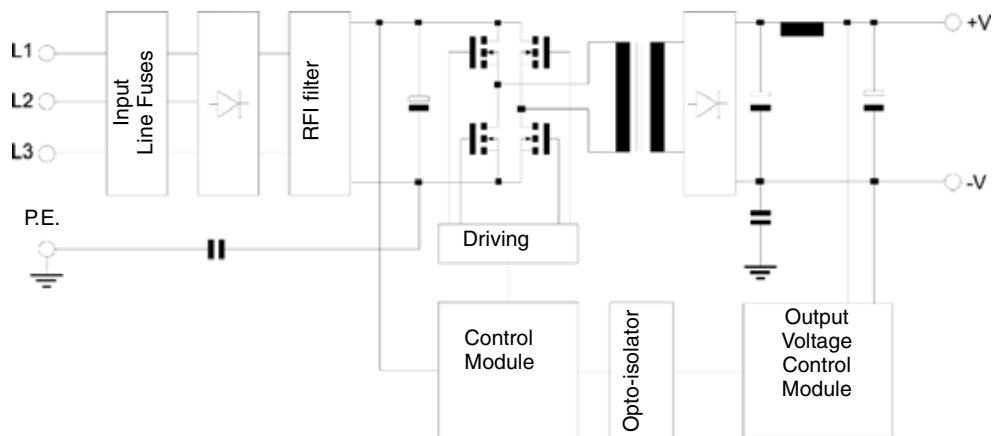 L1
L2
L3
P.E.
Input
Line Fuses
RFI filter
+V
-V
Driving
Control
Module
Opto-isolator
Output
Voltage
Control
Module